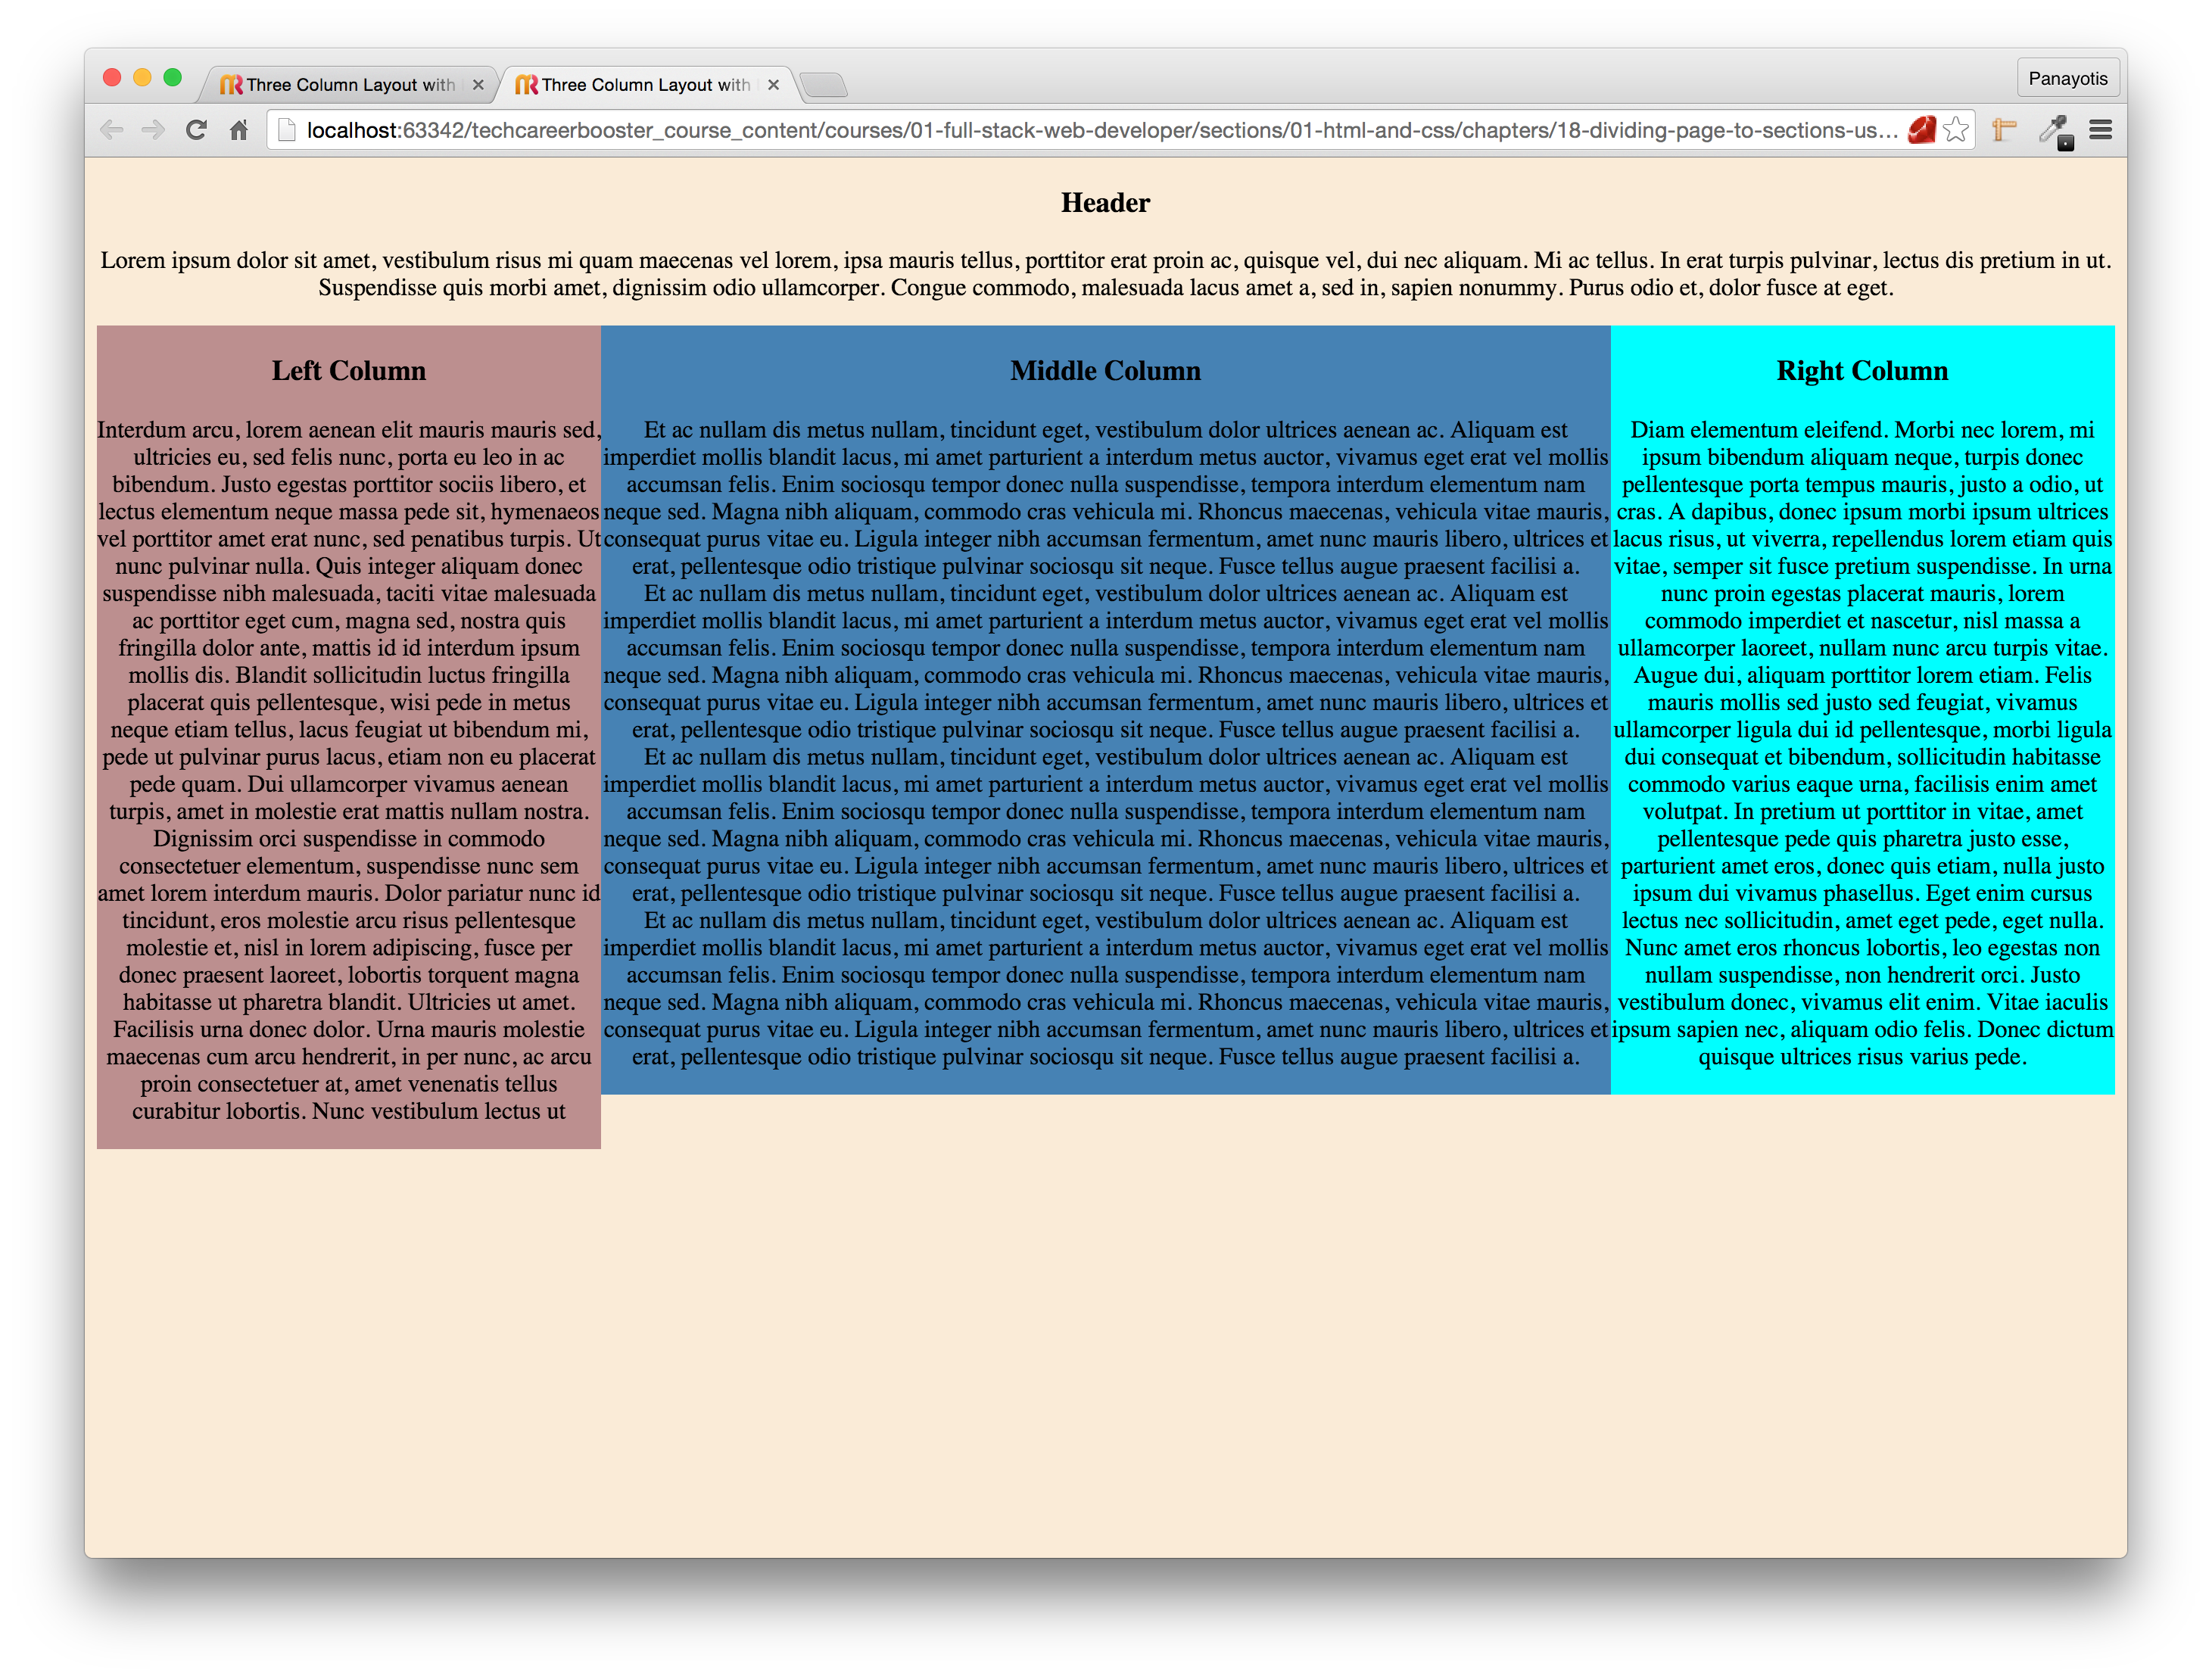 Three Column Layout with
Three Column Layout with
Panayotis
localhost:63342/techcareerbooster_course_content/courses/01-full-stack-web-developer/sections/01-html-and-css/chapters/18-dividing-page-to-sections-us...
Header
Lorem ipsum dolor sit amet, vestibulum risus mi quam maecenas vel lorem, ipsa mauris tellus, porttitor erat proin ac, quisque vel, dui nec aliquam. Mi ac tellus. In erat turpis pulvinar, lectus dis pretium in ut.
Suspendisse quis morbi amet, dignissim odio ullamcorper. Congue commodo, malesuada lacus amet a, sed in, sapien nonummy. Purus odio et, dolor fusce at eget.
Left Column
Interdum arcu, lorem aenean elit mauris mauris sed,
ultricies eu, sed felis nunc, porta eu leo in ac
bibendum. Justo egestas porttitor sociis libero, et
lectus elementum neque massa pede sit, hymenaeos
vel porttitor amet erat nunc, sed penatibus turpis. Ut
nunc pulvinar nulla. Quis integer aliquam donec
suspendisse nibh malesuada, taciti vitae malesuada
ac porttitor eget cum, magna sed, nostra quis
fringilla dolor ante, mattis id id interdum ipsum
mollis dis. Blandit sollicitudin luctus fringilla
placerat quis pellentesque, wisi pede in metus
neque etiam tellus, lacus feugiat ut bibendum mi,
pede ut pulvinar purus lacus, etiam non eu placerat
pede quam. Dui ullamcorper vivamus aenean
turpis, amet in molestie erat mattis nullam nostra.
Dignissim orci suspendisse in commodo
consectetuer elementum, suspendisse nunc sem
amet lorem interdum mauris. Dolor pariatur nunc id
tincidunt, eros molestie arcu risus pellentesque
molestie et, nisl in lorem adipiscing, fusce per
donec praesent laoreet, lobortis torquent magna
habitasse ut pharetra blandit. Ultricies ut amet.
Facilisis urna donec dolor. Urna mauris molestie
maecenas cum arcu hendrerit, in per nunc, ac arcu
proin consectetuer at, amet venenatis tellus
curabitur lobortis. Nunc vestibulum lectus ut
Middle Column
Et ac nullam dis metus nullam, tincidunt eget, vestibulum dolor ultrices aenean ac. Aliquam est
imperdiet mollis blandit lacus, mi amet parturient a interdum metus auctor, vivamus eget erat vel mollis
accumsan felis. Enim sociosqu tempor donec nulla suspendisse, tempora interdum elementum nam
neque sed. Magna nibh aliquam, commodo cras vehicula mi. Rhoncus maecenas, vehicula vitae mauris,
consequat purus vitae eu. Ligula integer nibh accumsan fermentum, amet nunc mauris libero, ultrices et
erat, pellentesque odio tristique pulvinar sociosqu sit neque. Fusce tellus augue praesent facilisi a.
Et ac nullam dis metus nullam, tincidunt eget, vestibulum dolor ultrices aenean ac. Aliquam est
imperdiet mollis blandit lacus, mi amet parturient a interdum metus auctor, vivamus eget erat vel mollis
accumsan felis. Enim sociosqu tempor donec nulla suspendisse, tempora interdum elementum nam
neque sed. Magna nibh aliquam, commodo cras vehicula mi. Rhoncus maecenas, vehicula vitae mauris,
consequat purus vitae eu. Ligula integer nibh accumsan fermentum, amet nunc mauris libero, ultrices et
erat, pellentesque odio tristique pulvinar sociosqu sit neque. Fusce tellus augue praesent facilisi a.
Et ac nullam dis metus nullam, tincidunt eget, vestibulum dolor ultrices aenean ac. Aliquam est
imperdiet mollis blandit lacus, mi amet parturient a interdum metus auctor, vivamus eget erat vel mollis
accumsan felis. Enim sociosqu tempor donec nulla suspendisse, tempora interdum elementum nam
neque sed. Magna nibh aliquam, commodo cras vehicula mi. Rhoncus maecenas, vehicula vitae mauris,
consequat purus vitae eu. Ligula integer nibh accumsan fermentum, amet nunc mauris libero, ultrices et
erat, pellentesque odio tristique pulvinar sociosqu sit neque. Fusce tellus augue praesent facilisi a.
Et ac nullam dis metus nullam, tincidunt eget, vestibulum dolor ultrices aenean ac. Aliquam est
imperdiet mollis blandit lacus, mi amet parturient a interdum metus auctor, vivamus eget erat vel mollis
accumsan felis. Enim sociosqu tempor donec nulla suspendisse, tempora interdum elementum nam
neque sed. Magna nibh aliquam, commodo cras vehicula mi. Rhoncus maecenas, vehicula vitae mauris,
consequat purus vitae eu. Ligula integer nibh accumsan fermentum, amet nunc mauris libero, ultrices et
erat, pellentesque odio tristique pulvinar sociosqu sit neque. Fusce tellus augue praesent facilisi a.
Right Column
Diam elementum eleifend. Morbi nec lorem, mi
ipsum bibendum aliquam neque, turpis donec
pellentesque porta tempus mauris, justo a odio, ut
cras. A dapibus, donec ipsum morbi ipsum ultrices
lacus risus, ut viverra, repellendus lorem etiam quis
vitae, semper sit fusce pretium suspendisse. In urna
nunc proin egestas placerat mauris, lorem
commodo imperdiet et nascetur, nisl massa a
ullamcorper laoreet, nullam nunc arcu turpis vitae.
Augue dui, aliquam porttitor lorem etiam. Felis
mauris mollis sed justo sed feugiat, vivamus
ullamcorper ligula dui id pellentesque, morbi ligula
dui consequat et bibendum, sollicitudin habitasse
commodo varius eaque urna, facilisis enim amet
volutpat. In pretium ut porttitor in vitae, amet
pellentesque pede quis pharetra justo esse,
parturient amet eros, donec quis etiam, nulla justo
ipsum dui vivamus phasellus. Eget enim cursus
lectus nec sollicitudin, amet eget pede, eget nulla.
Nunc amet eros rhoncus lobortis, leo egestas non
nullam suspendisse, non hendrerit orci. Justo
vestibulum donec, vivamus elit enim. Vitae iaculis
ipsum sapien nec, aliquam odio felis. Donec dictum
quisque ultrices risus varius pede.